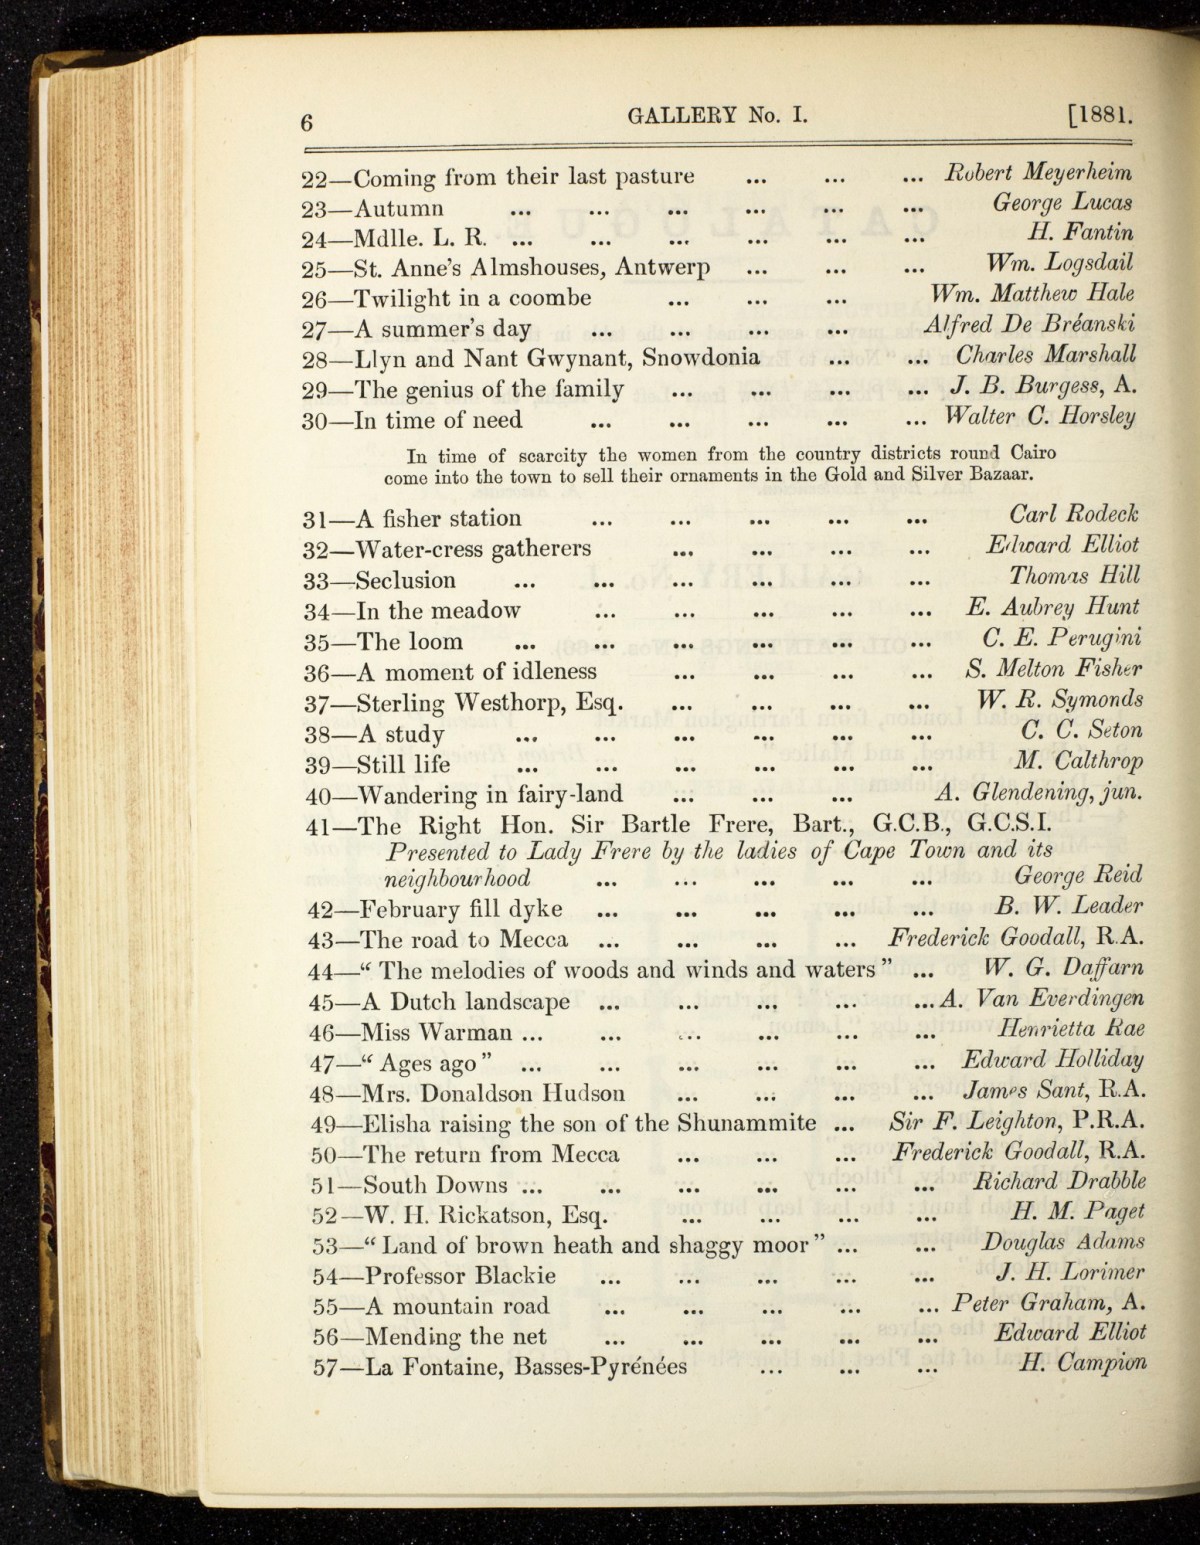 6 GALLERY No. I. [1881.
22—Coming from their last pasture ... ... ... Robert Meyerheim
23—Autumn ... ... ... ... ... ... George Lucas
24—Mdlle. L. R. ... ... ... ... ... ... H. Fantin
25—St. Anne's Almshouses, Antwerp ... ... ... Wm. Logsdail
26—Twilight in a coombe ... ... ... Wm. Matthew Hale
27—A summer's day ... ... ... ... Alfred De Bréanski
28—Llyn and Nant Gwynant, Snowdonia ... ... Charles Marshall
29—The genius of the family ... ... ... ... J. B. Burgess, A.
30—In time of need ... ... ... ... ... Walter C. Horsley
In time of scarcity the women from the country districts round Cairo
come into the town to sell their ornaments in the Gold and Silver Bazaar.
31—A fisher station ... ... ... ... ... Carl Rodeck
32—Water-cress gatherers ... ... ... ... Edward Elliot
33—Seclusion ... ... ... ... ... ... Thomas Hill
34—In the meadow ... ... ... ... ... E. Aubrey Hunt
35—The loom ... ... ... ... ... ... C. E. Perugini
36—A moment of idleness ... ... ... ... S. Melton Fisher
37—Sterling Westhorp, Esq. ... ... ... ... W. R. Symonds
38—A study ... ... ... ... ... ... C. C. Seton
39—Still life ... ... ... ... ... ... M. Calthrop
40—Wandering in fairy-land ... ... ... A. Glendening, jun.
41—The Right Hon. Sir Bartle Frere, Bart., G.C.B., G.C.S.I.
Presented to Lady Frere by the ladies of Cape Town and its
neighbourhood ... ... ... ... ... George Reid
42—February fill dyke ... ... ... ... ... B. W. Leader
43—The road to Mecca ... ... ... ... Frederick Goodall, R.A.
44—“ The melodies of woods and winds and waters ” ... W. G. Daffarn
45—A Dutch landscape ... ... ... ... ... A. Van Everdingen
46—Miss Warman ... ... ... ... ... ... Henrietta Rae
47—“ Ages ago ” ... ... ... ... ... ... Edward Holliday
48—Mrs. Donaldson Hudson ... ... ... ... James Sant, R.A.
49—Elisha raising the son of the Shunammite ... Sir F. Leighton, P.R.A.
50—The return from Mecca ... ... ... Frederick Goodall, R.A.
51—South Downs ... ... ... ... ... ... Richard Drabble
52—W. H. Rickatson, Esq. ... ... ... ... H. M. Paget
53—“ Land of brown heath and shaggy moor ” ... ... Douglas Adams
54—Professor Blackie ... ... ... ... ... J. H. Lorimer
55—A mountain road ... ... ... ... ... Peter Graham, A.
56—Mending the net ... ... ... ... ... Edward Elliot
57—La Fontaine, Basses-Pyrénées ... ... ... H. Campion